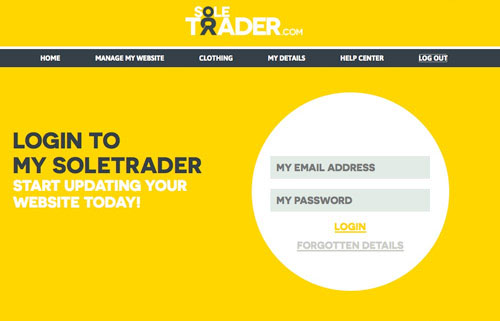 SOLE
TRADER.COM
HOME MANAGE MY WEBSITE CLOTHING MY DETAILS HELP CENTER LOG OUT
LOGIN TO
MY SOLETRADER
START UPDATING YOUR
WEBSITE TODAY!
MY EMAIL ADDRESS
MY PASSWORD
LOGIN
FORGOTTEN DETAILS